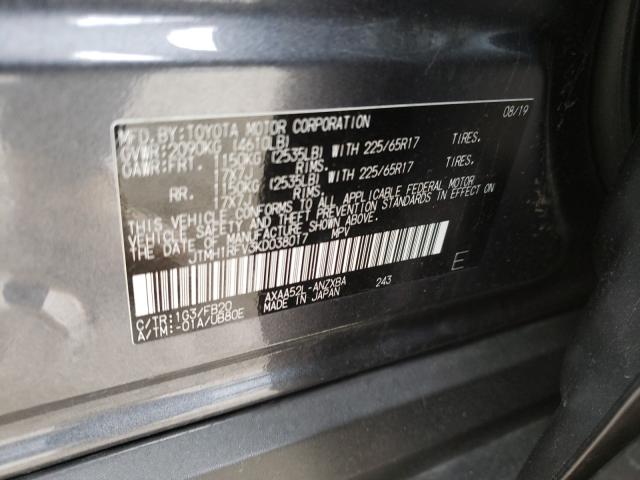 MFD. BY: TOYOTA MOTOR CORPORATION 08/19
GVWR: 2090KG (4610LB)
GAWR: FRT. 1150KG (2535LB) WITH 225/65R17 TIRES.
17X7J RIMS.
RR. 1150KG (2535LB) WITH 225/65R17 TIRES.
17X7J RIMS.
THIS VEHICLE CONFORMS TO ALL APPLICABLE FEDERAL MOTOR
VEHICLE SAFETY AND THEFT PREVENTION STANDARDS IN EFFECT ON
THE DATE OF MANUFACTURE SHOWN ABOVE.
JTMH1RFV5KD038017 MPV
E
C/TR: 1G3/FB20 AXAA52L-ANZXBA 243
A/TM: -01A/UB80E MADE IN JAPAN